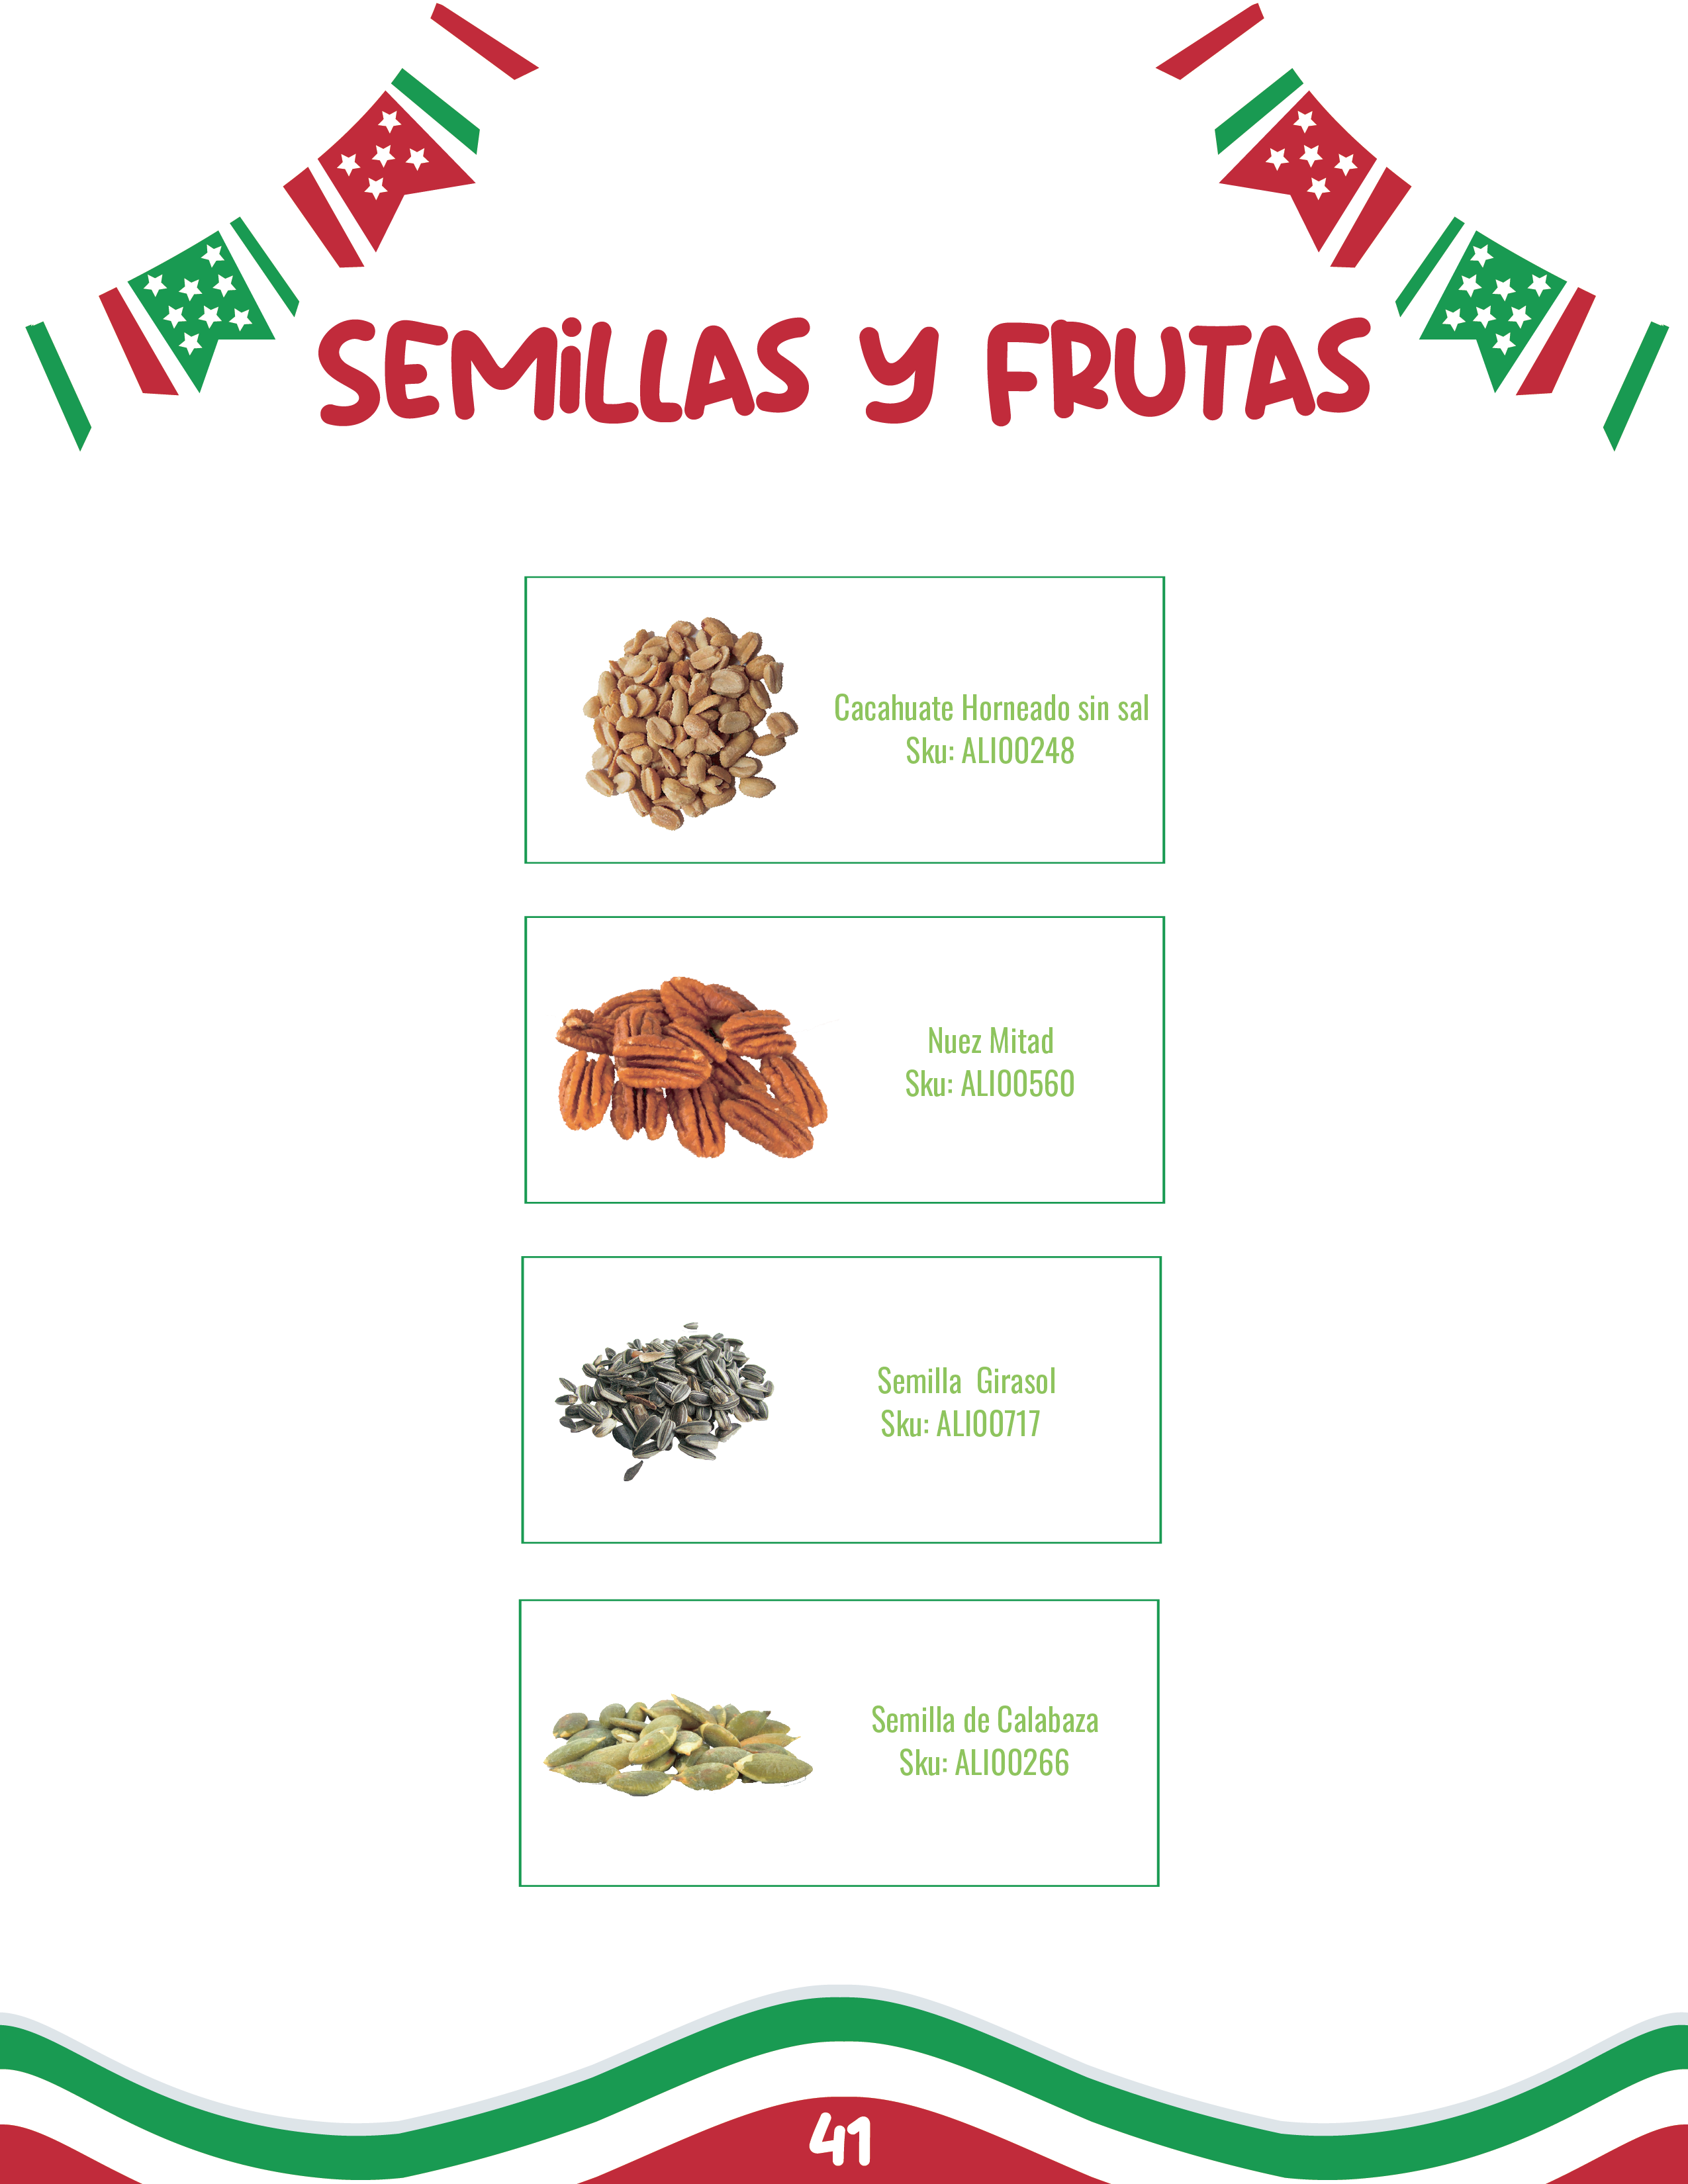 SEMiLLAS Y FRUTAS
Cacahuate Horneado sin sal
Sku: ALI00248
Nuez Mitad
Sku: ALI00560
Semilla  Girasol
Sku: ALI00717
Semilla de Calabaza
Sku: ALI00266
41